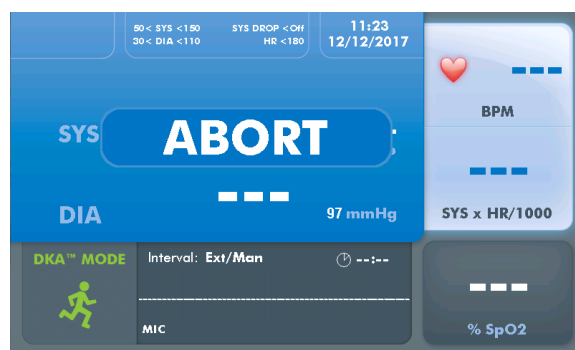 50< SYS <150 SYS DROP <Off
30< DIA <110 HR <180
11:23
12/12/2017
SYS
ABORT
DIA
---
97 mmHg
---
BPM
---
SYS x HR/1000
DKA™ MODE
Interval: Ext/Man --:--
MIC
---
% SpO2